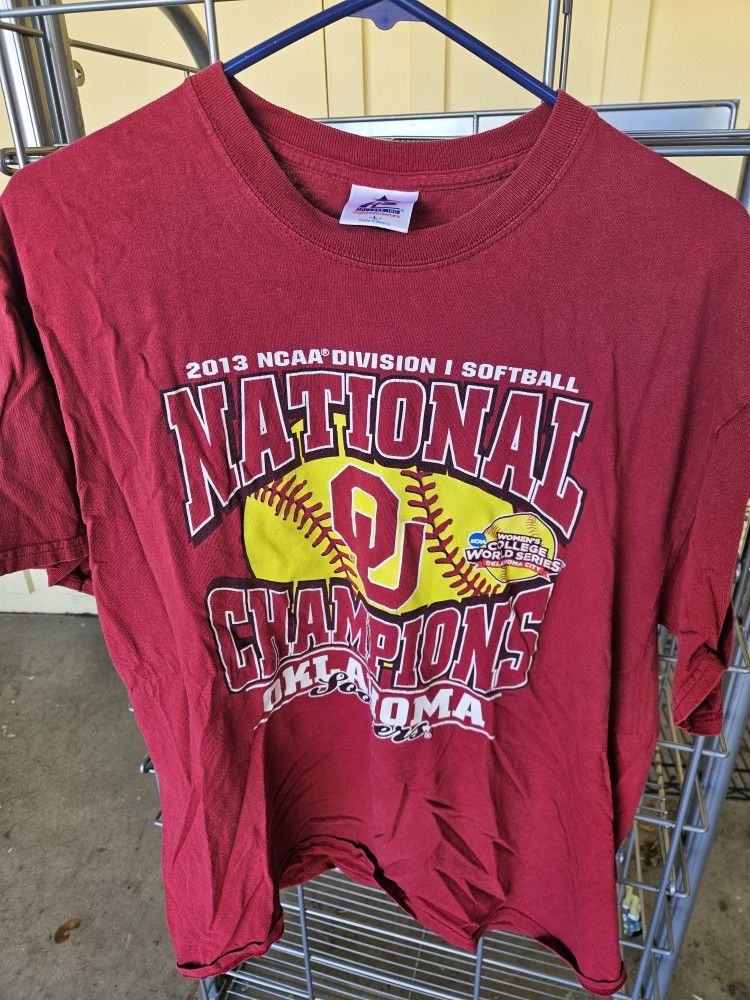 L
2013 NCAA® DIVISION I SOFTBALL
NATIONAL
OU
NCAA
WOMEN'S
COLLEGE
WORLD SERIES
OKLAHOMA CITY
CHAMPIONS
OKLAHOMA
Sooners®